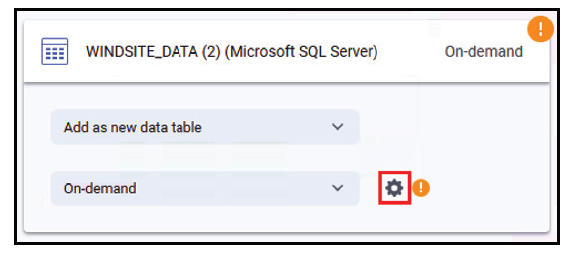 WINDSITE_DATA (2) (Microsoft SQL Server)
On-demand
Add as new data table
On-demand